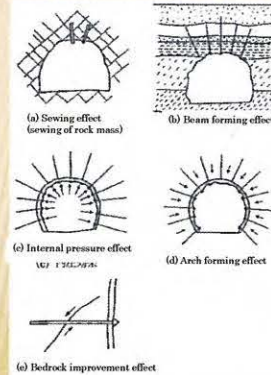 (a) Sewing effect
(sewing of rock mass)
(b) Beam forming effect
(c) Internal pressure effect
(d) Arch forming effect
(e) Bedrock improvement effect